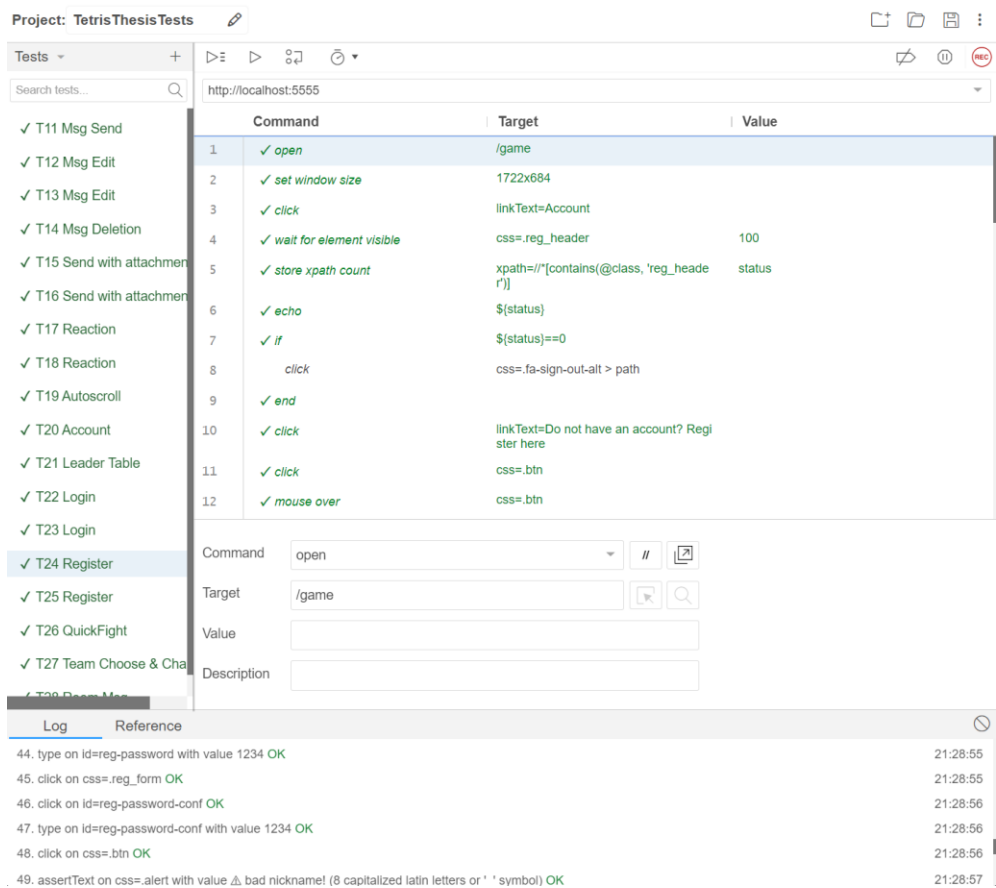 Project: TetrisThesisTests
Tests
Search tests...
http://localhost:5555
REC
✓ T11 Msg Send
✓ T12 Msg Edit
✓ T13 Msg Edit
✓ T14 Msg Deletion
✓ T15 Send with attachmen
✓ T16 Send with attachmen
✓ T17 Reaction
✓ T18 Reaction
✓ T19 Autoscroll
✓ T20 Account
✓ T21 Leader Table
✓ T22 Login
✓ T23 Login
✓ T24 Register
✓ T25 Register
✓ T26 QuickFight
✓ T27 Team Choose & Cha
✓ T28 Room Msg
Command Target Value
1 ✓ open /game
2 ✓ set window size 1722x684
3 ✓ click linkText=Account
4 ✓ wait for element visible css=.reg_header 100
5 ✓ store xpath count xpath=//*[contains(@class, 'reg_heade status
r')]
6 ✓ echo ${status}
7 ✓ if ${status}==0
8 click css=.fa-sign-out-alt > path
9 ✓ end
10 ✓ click linkText=Do not have an account? Regi
ster here
11 ✓ click css=.btn
12 ✓ mouse over css=.btn
Command open //
Target /game
Value
Description
Log Reference
44. type on id=reg-password with value 1234 OK 21:28:55
45. click on css=.reg_form OK 21:28:55
46. click on id=reg-password-conf OK 21:28:56
47. type on id=reg-password-conf with value 1234 OK 21:28:56
48. click on css=.btn OK 21:28:56
49. assertText on css=.alert with value ⚠ bad nickname! (8 capitalized latin letters or '_' symbol) OK 21:28:57